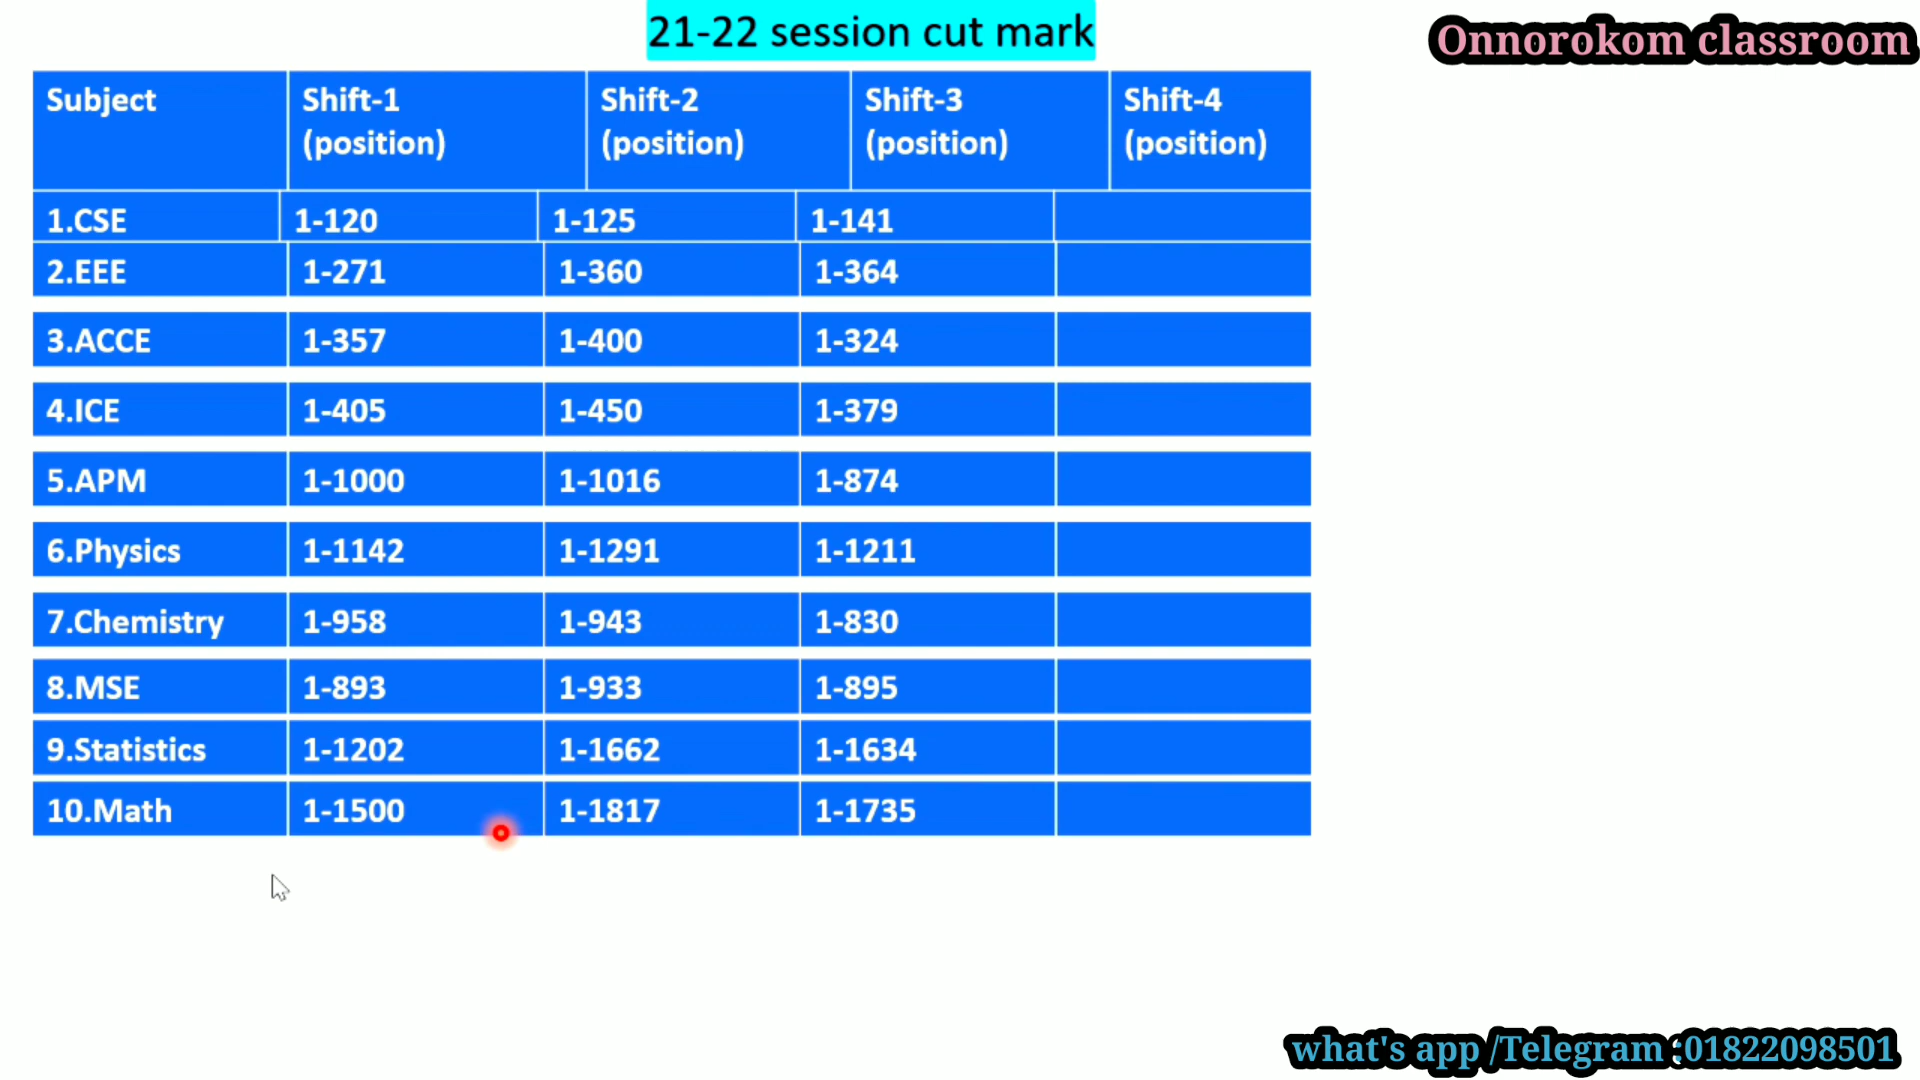 21-22 session cut mark
Onnorokom classroom
Subject Shift-1 (position) Shift-2 (position) Shift-3 (position) Shift-4 (position)
1.CSE 1-120 1-125 1-141
2.EEE 1-271 1-360 1-364
3.ACCE 1-357 1-400 1-324
4.ICE 1-405 1-450 1-379
5.APM 1-1000 1-1016 1-874
6.Physics 1-1142 1-1291 1-1211
7.Chemistry 1-958 1-943 1-830
8.MSE 1-893 1-933 1-895
9.Statistics 1-1202 1-1662 1-1634
10.Math 1-1500 1-1817 1-1735
what's app /Telegram :01822098501